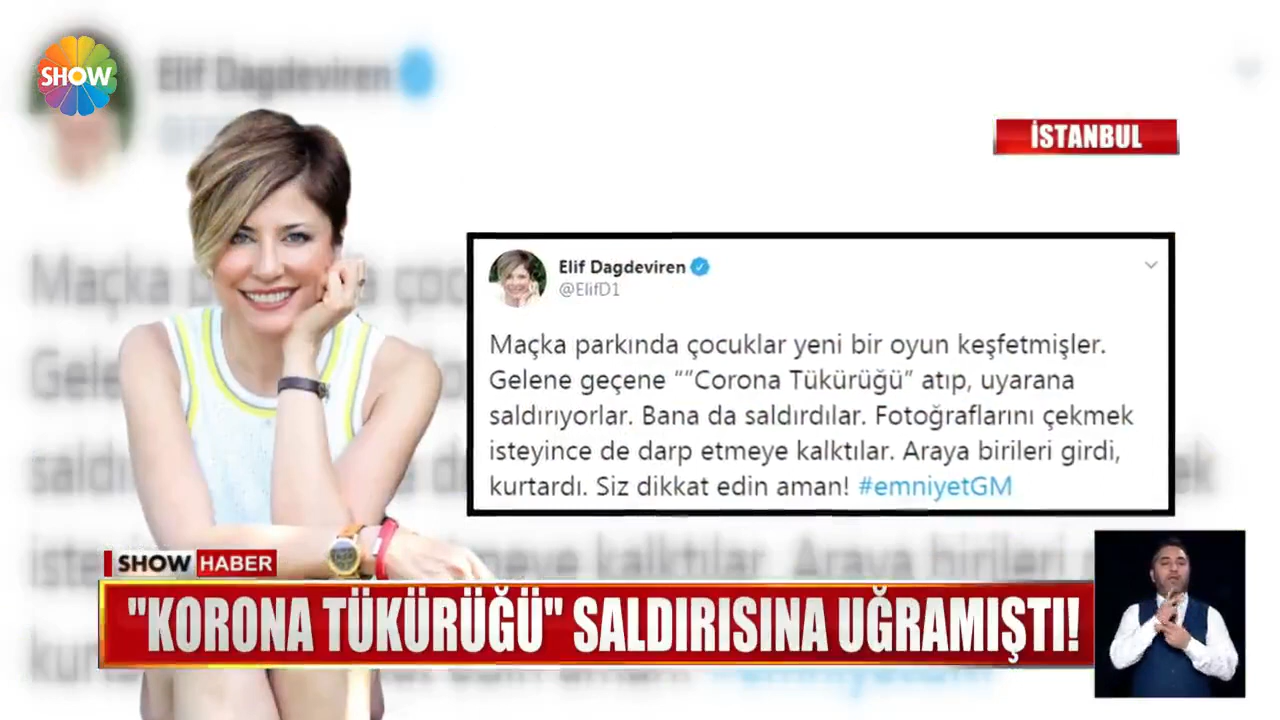 SHOW
Elif Dagdeviren
İSTANBUL
Elif Dagdeviren
@ElifD1
Maçka parkında çocuklar yeni bir oyun keşfetmişler.
Gelene geçene “”“Corona Tükürüğü” atıp, uyarana
saldırıyorlar. Bana da saldırdılar. Fotoğraflarını çekmek
isteyince de darp etmeye kalktılar. Araya birileri girdi,
kurtardı. Siz dikkat edin aman! #emniyetGM
SHOW HABER
"KORONA TÜKÜRÜĞÜ" SALDIRISINA UĞRAMIŞTI!